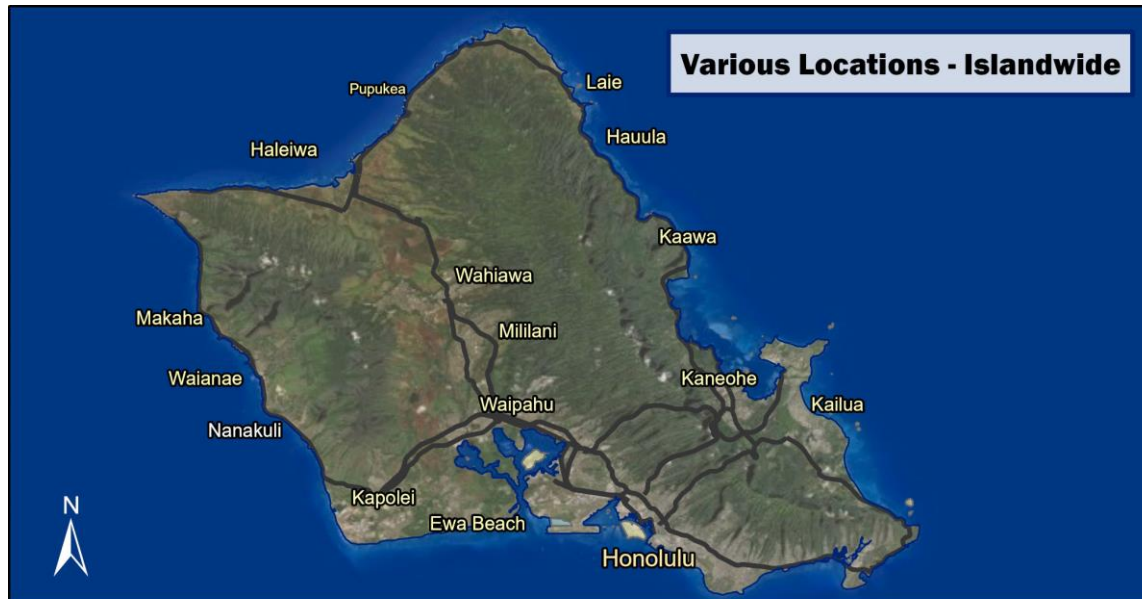 Various Locations - Islandwide
Laie
Pupukea
Hauula
Haleiwa
Kaawa
Wahiawa
Makaha
Mililani
Waianae
Kaneohe
Waipahu
Kailua
Nanakuli
Kapolei
N
Ewa Beach
Honolulu